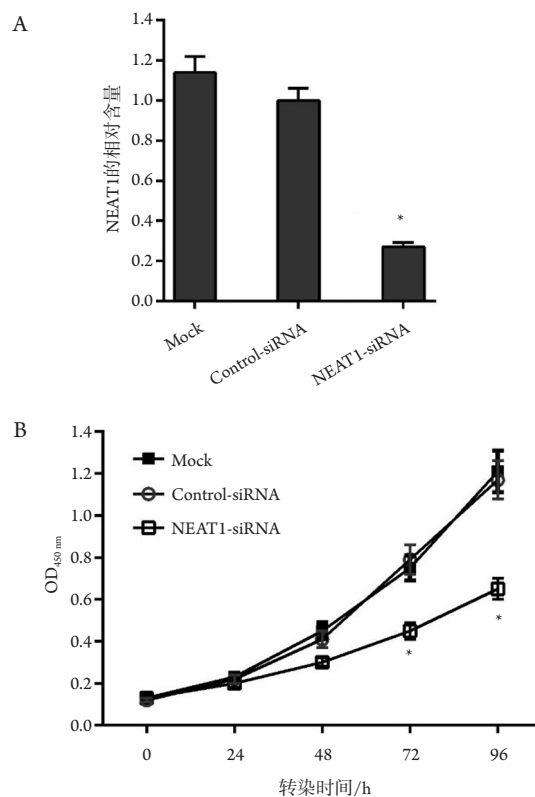 A
NEAT1的相对含量
1.4
1.2
1.0
0.8
0.6
0.4
0.2
0.0
*
Mock
Control-siRNA
NEAT1-siRNA
B
OD450 nm
1.4
1.2
1.0
0.8
0.6
0.4
0.2
0.0
Mock
Control-siRNA
NEAT1-siRNA
*
*
0 24 48 72 96
转染时间/h